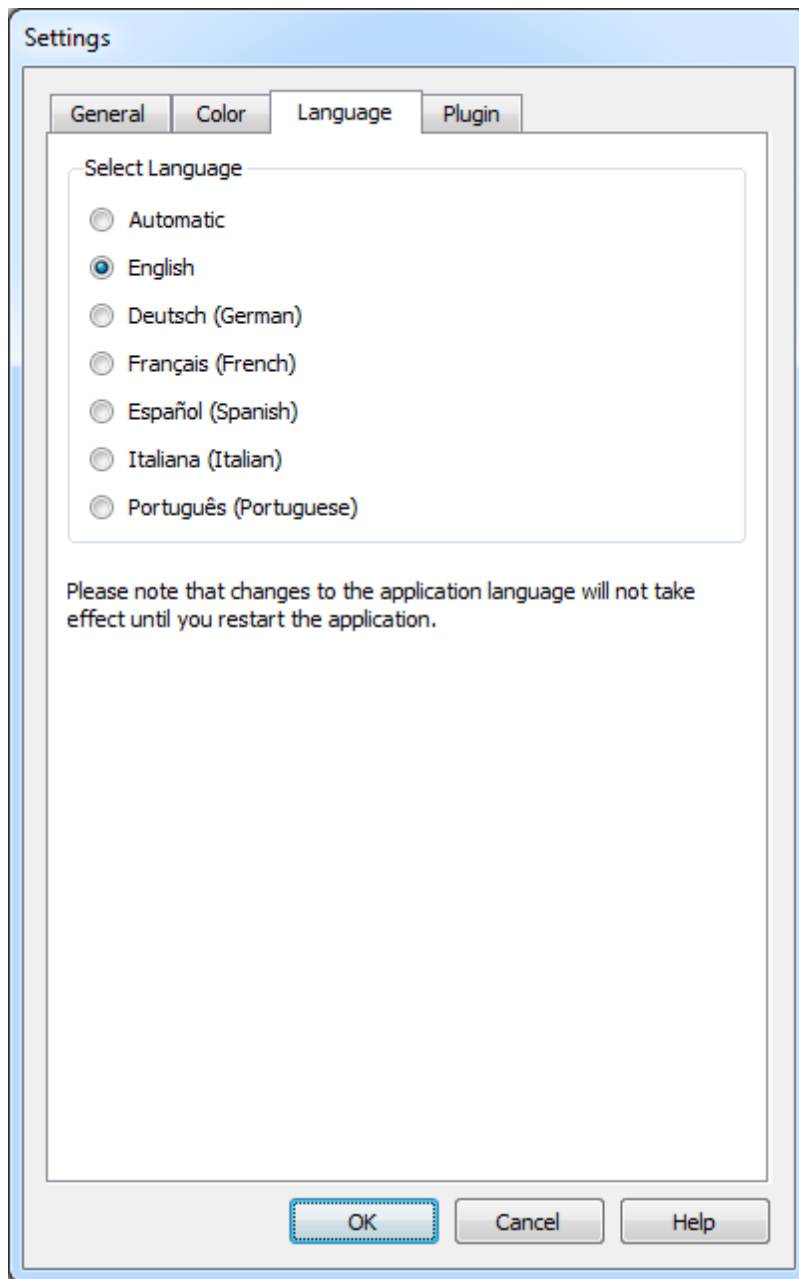 Settings
General Color Language Plugin
Select Language
Automatic
English
Deutsch (German)
Français (French)
Español (Spanish)
Italiana (Italian)
Português (Portuguese)
Please note that changes to the application language will not take
effect until you restart the application.
OK Cancel Help